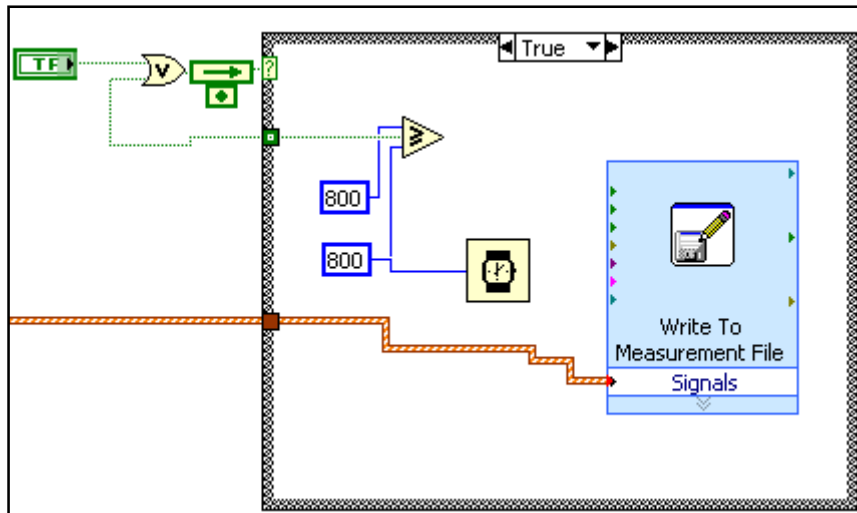 True
TF
V
?
800
800
Write To
Measurement File
Signals